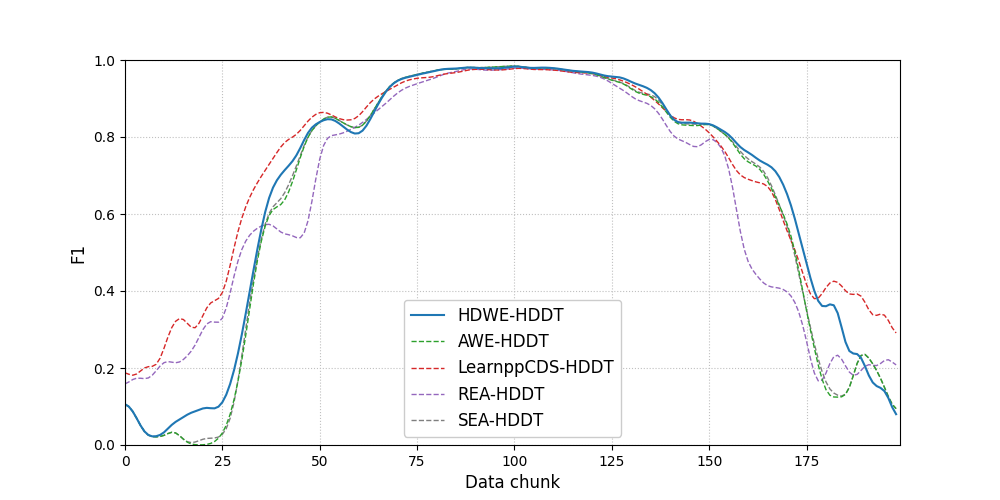 1.0
0.8
0.6
0.4
0.2
0.0
F1
HDWE-HDDT
AWE-HDDT
LearnppCDS-HDDT
REA-HDDT
SEA-HDDT
0 25 50 75 100 125 150 175
Data chunk